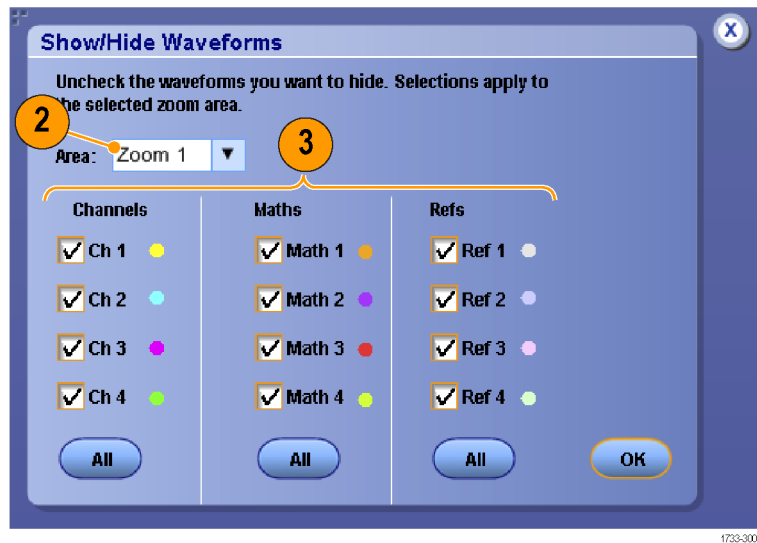 Show/Hide Waveforms
X
Uncheck the waveforms you want to hide. Selections apply to
the selected zoom area.
2
Area: Zoom 1
3
Channels Maths Refs
Ch 1 Math 1 Ref 1
Ch 2 Math 2 Ref 2
Ch 3 Math 3 Ref 3
Ch 4 Math 4 Ref 4
All All All OK
1733-300